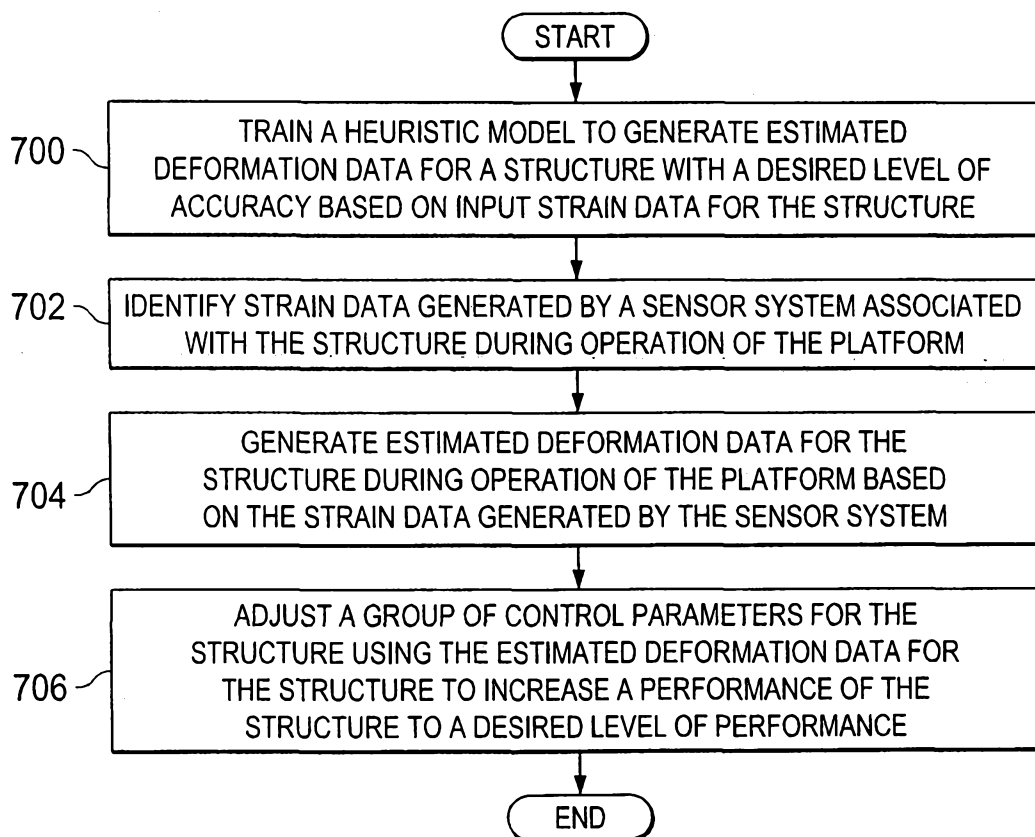 START
700
TRAIN A HEURISTIC MODEL TO GENERATE ESTIMATED
DEFORMATION DATA FOR A STRUCTURE WITH A DESIRED LEVEL OF
ACCURACY BASED ON INPUT STRAIN DATA FOR THE STRUCTURE
702
IDENTIFY STRAIN DATA GENERATED BY A SENSOR SYSTEM ASSOCIATED
WITH THE STRUCTURE DURING OPERATION OF THE PLATFORM
704
GENERATE ESTIMATED DEFORMATION DATA FOR THE
STRUCTURE DURING OPERATION OF THE PLATFORM BASED
ON THE STRAIN DATA GENERATED BY THE SENSOR SYSTEM
706
ADJUST A GROUP OF CONTROL PARAMETERS FOR THE
STRUCTURE USING THE ESTIMATED DEFORMATION DATA FOR
THE STRUCTURE TO INCREASE A PERFORMANCE OF THE
STRUCTURE TO A DESIRED LEVEL OF PERFORMANCE
END